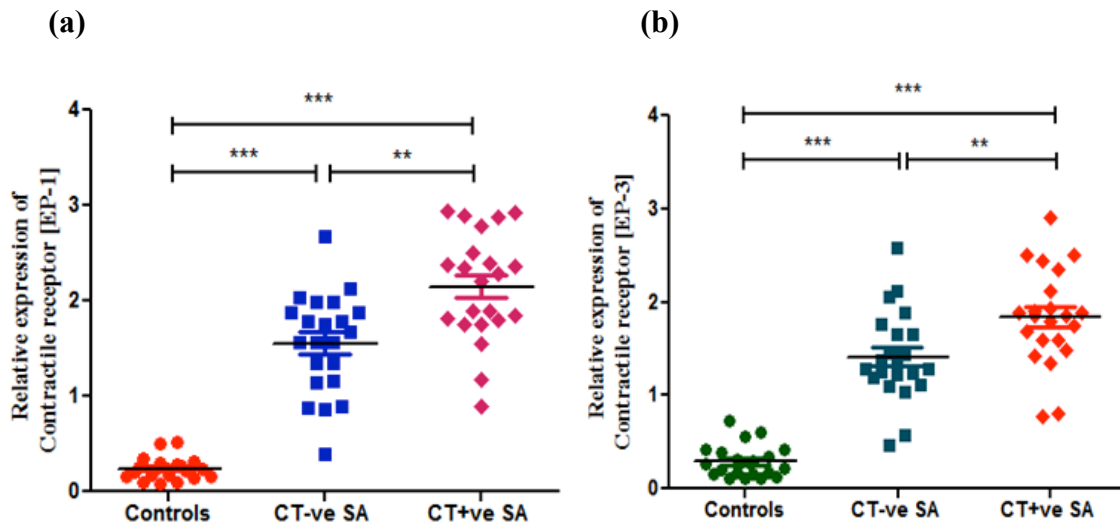 (a)
Relative expression of
Contractile receptor [EP-1]
4
3
2
1
0
***
***
**
Controls
CT-ve SA
CT+ve SA
(b)
Relative expression of
Contractile receptor [EP-3]
4
3
2
1
0
***
***
**
Controls
CT-ve SA
CT+ve SA